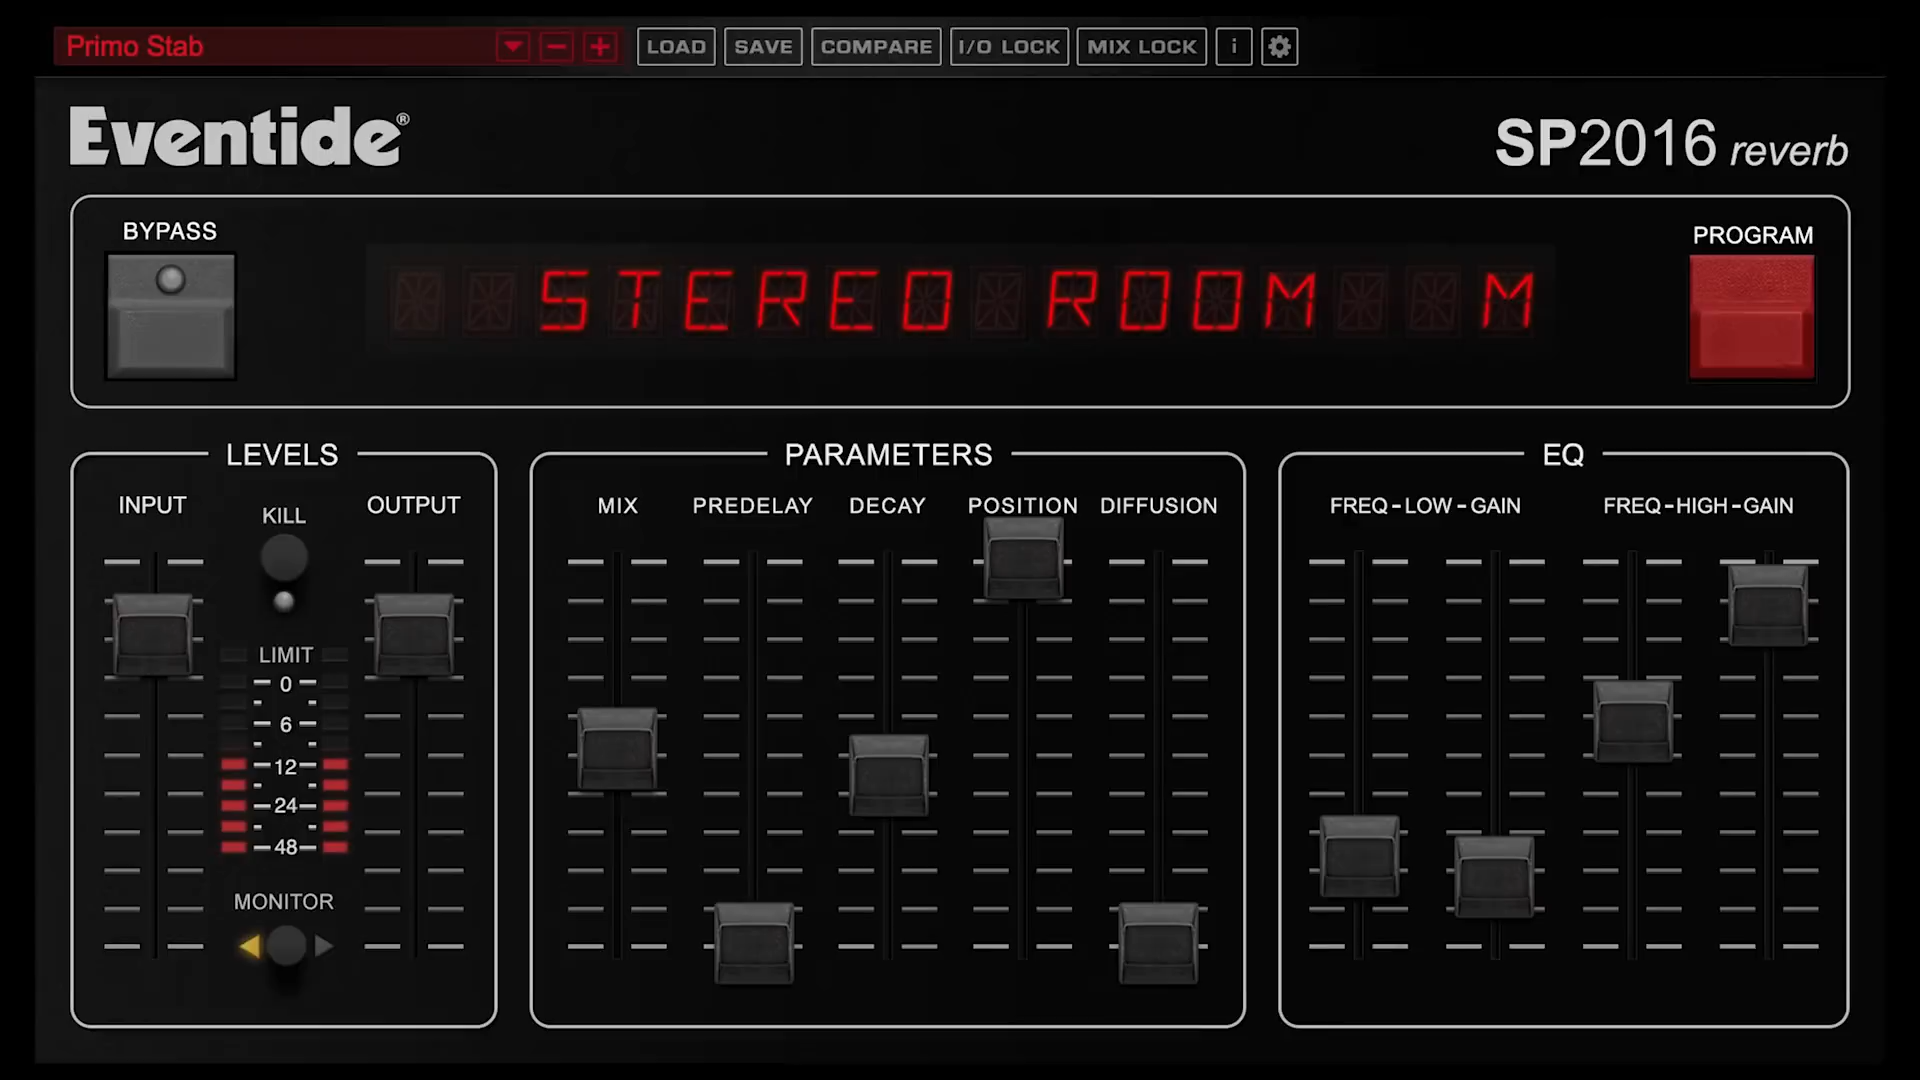 Primo Stab
LOAD SAVE COMPARE I/O LOCK MIX LOCK i
Eventide®
SP2016 reverb
BYPASS
STEREO ROOM M
PROGRAM
LEVELS
INPUT
KILL
OUTPUT
LIMIT
0
6
12
24
48
MONITOR
PARAMETERS
MIX PREDELAY DECAY POSITION DIFFUSION
EQ
FREQ-LOW-GAIN FREQ-HIGH-GAIN